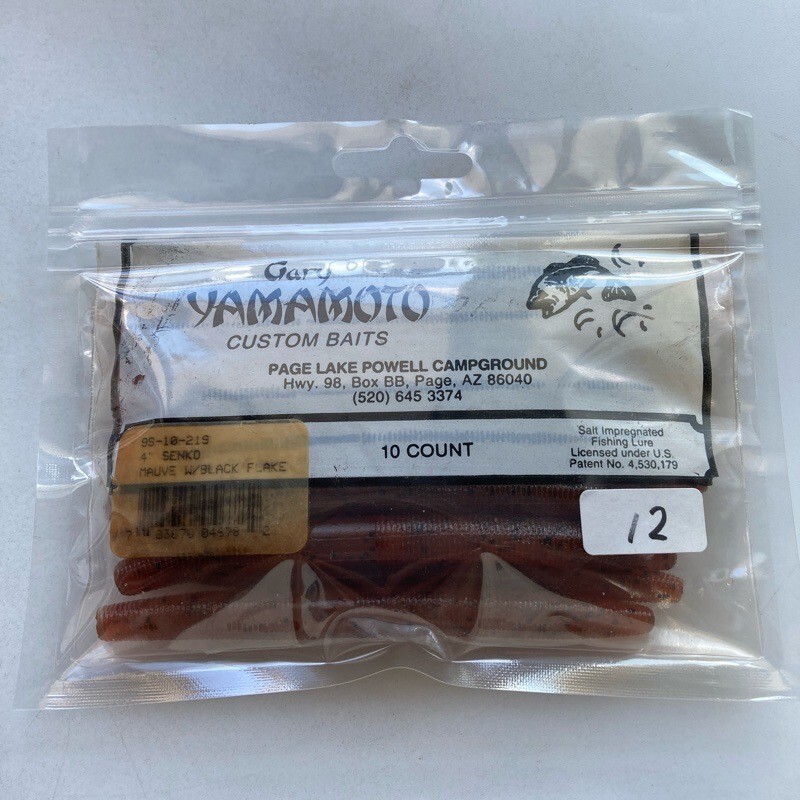 Gary
YAMAMOTO
CUSTOM BAITS
PAGE LAKE POWELL CAMPGROUND
Hwy. 98, Box BB, Page, AZ 86040
(520) 645 3374
10 COUNT
Salt Impregnated
Fishing Lure
Licensed under U.S.
Patent No. 4,530,179
9S-10-219
4" SENKO
MAUVE W/BLACK FLAKE
7 2
12